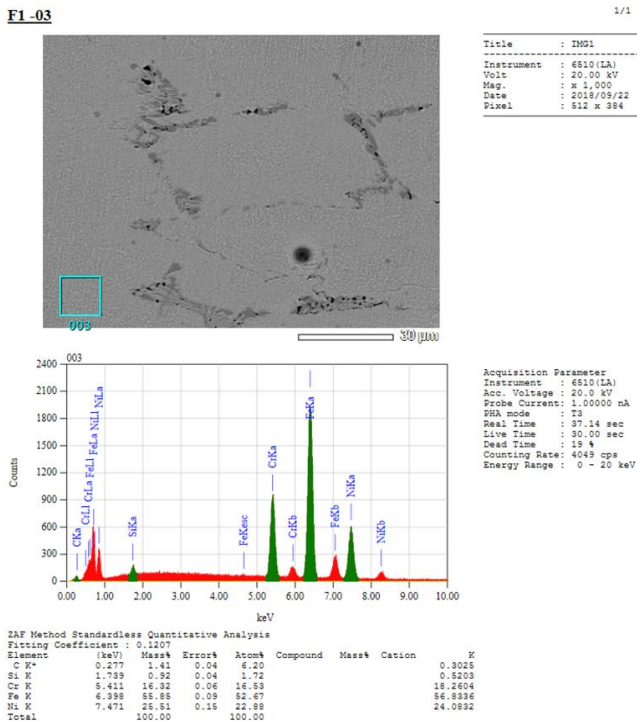 F1 -03
1/1
Title : IMG1
Instrument : 6510(LA)
Volt : 20.00 kV
Mag. : x 1,000
Date : 2018/09/22
Pixel : 512 x 384
003
30 µm
003
Counts
2400
2100
1800
1500
1200
900
600
300
0
CKa
CrLl
CrLa
FeLl
FeLa
NiLl
NiLa
SiKa
FeKesc
CrKa
CrKb
FeKa
FeKb
NiKa
NiKb
0.00 1.00 2.00 3.00 4.00 5.00 6.00 7.00 8.00 9.00 10.00
keV
Acquisition Parameter
Instrument : 6510(LA)
Acc. Voltage : 20.0 kV
Probe Current: 1.00000 nA
PHA mode : T3
Real Time : 37.14 sec
Live Time : 30.00 sec
Dead Time : 19 %
Counting Rate: 4049 cps
Energy Range : 0 - 20 keV
ZAF Method Standardless Quantitative Analysis
Fitting Coefficient : 0.1207
Element (keV) Mass% Error% Atom% Compound Mass% Cation K
C K* 0.277 1.41 0.04 6.20 0.3025
Si K 1.739 0.92 0.04 1.72 0.5203
Cr K 5.411 16.32 0.06 16.53 18.2604
Fe K 6.398 55.85 0.09 52.67 56.8336
Ni K 7.471 25.51 0.15 22.88 24.0832
Total 100.00 100.00